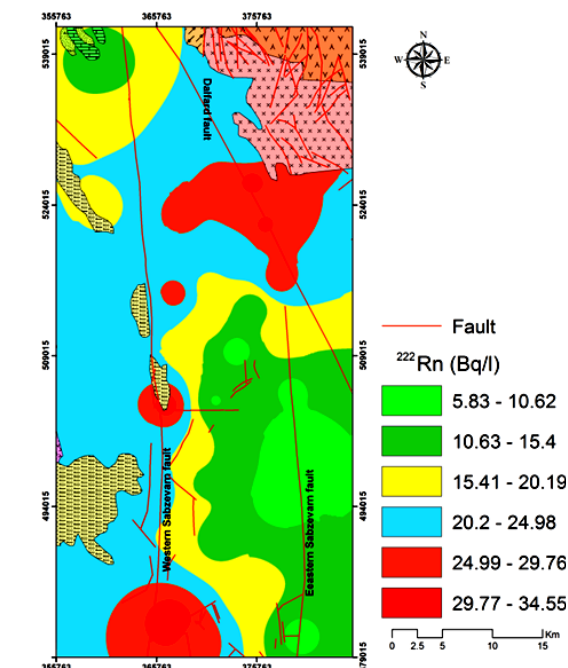 355763 365763 375763
539015 539015
N
W E
S
Dalfard fault
524015 524015
509015 509015
Fault
²²²Rn (Bq/l)
5.83 - 10.62
10.63 - 15.4
15.41 - 20.19
20.2 - 24.98
24.99 - 29.76
29.77 - 34.55
494015 494015
Western Sabzevarn fault
Eeastern Sabzevarn fault
0 2.5 5 10 15 Km
79015
365763 375763